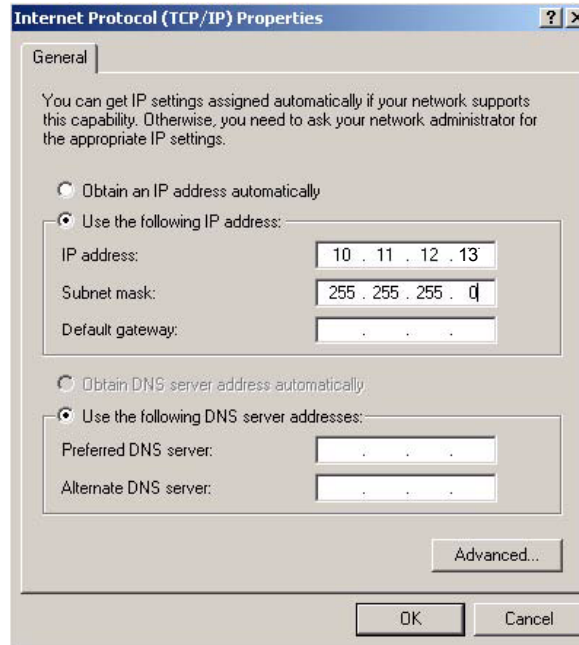 Internet Protocol (TCP/IP) Properties
General
You can get IP settings assigned automatically if your network supports
this capability. Otherwise, you need to ask your network administrator for
the appropriate IP settings.
Obtain an IP address automatically
Use the following IP address:
IP address: 10 . 11 . 12 . 13
Subnet mask: 255 . 255 . 255 . 0
Default gateway: . . .
Obtain DNS server address automatically
Use the following DNS server addresses:
Preferred DNS server: . . .
Alternate DNS server: . . .
Advanced...
OK Cancel